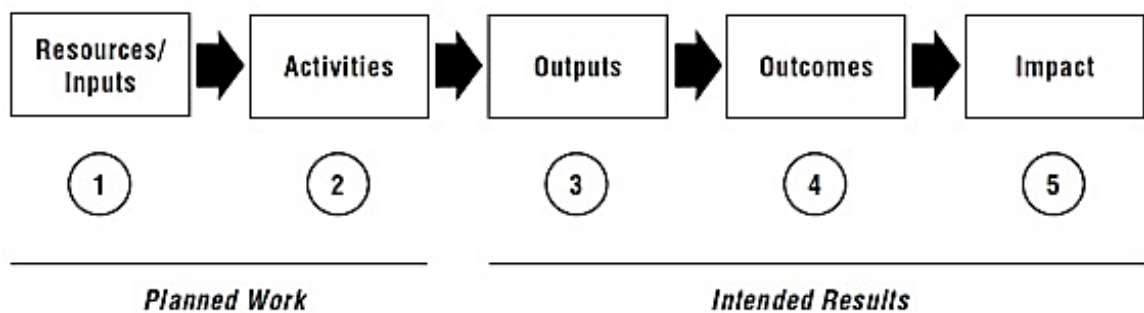 Resources/
Inputs
Activities
Outputs
Outcomes
Impact
1
2
3
4
5
Planned Work
Intended Results